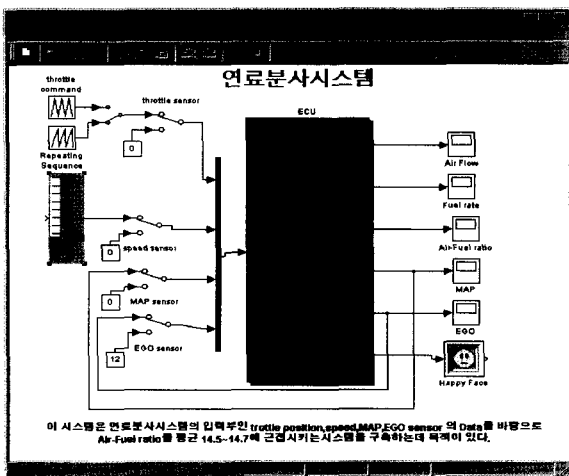 연료분사시스템
throttle
command
throttle sensor
ECU
0
Repeating
Sequence
Air Flow
Fuel rate
speed sensor
0
Air-Fuel ratio
MAP sensor
0
MAP
EGO sensor
12
EGO
Happy Face
이 시스템은 연료분사시스템의 입력부인 trottle position,speed,MAP,EGO sensor 의 Data를 바탕으로
Air-Fuel ratio를 평균 14.5~14.7에 근접시키는시스템을 구축하는데 목적이 있다.